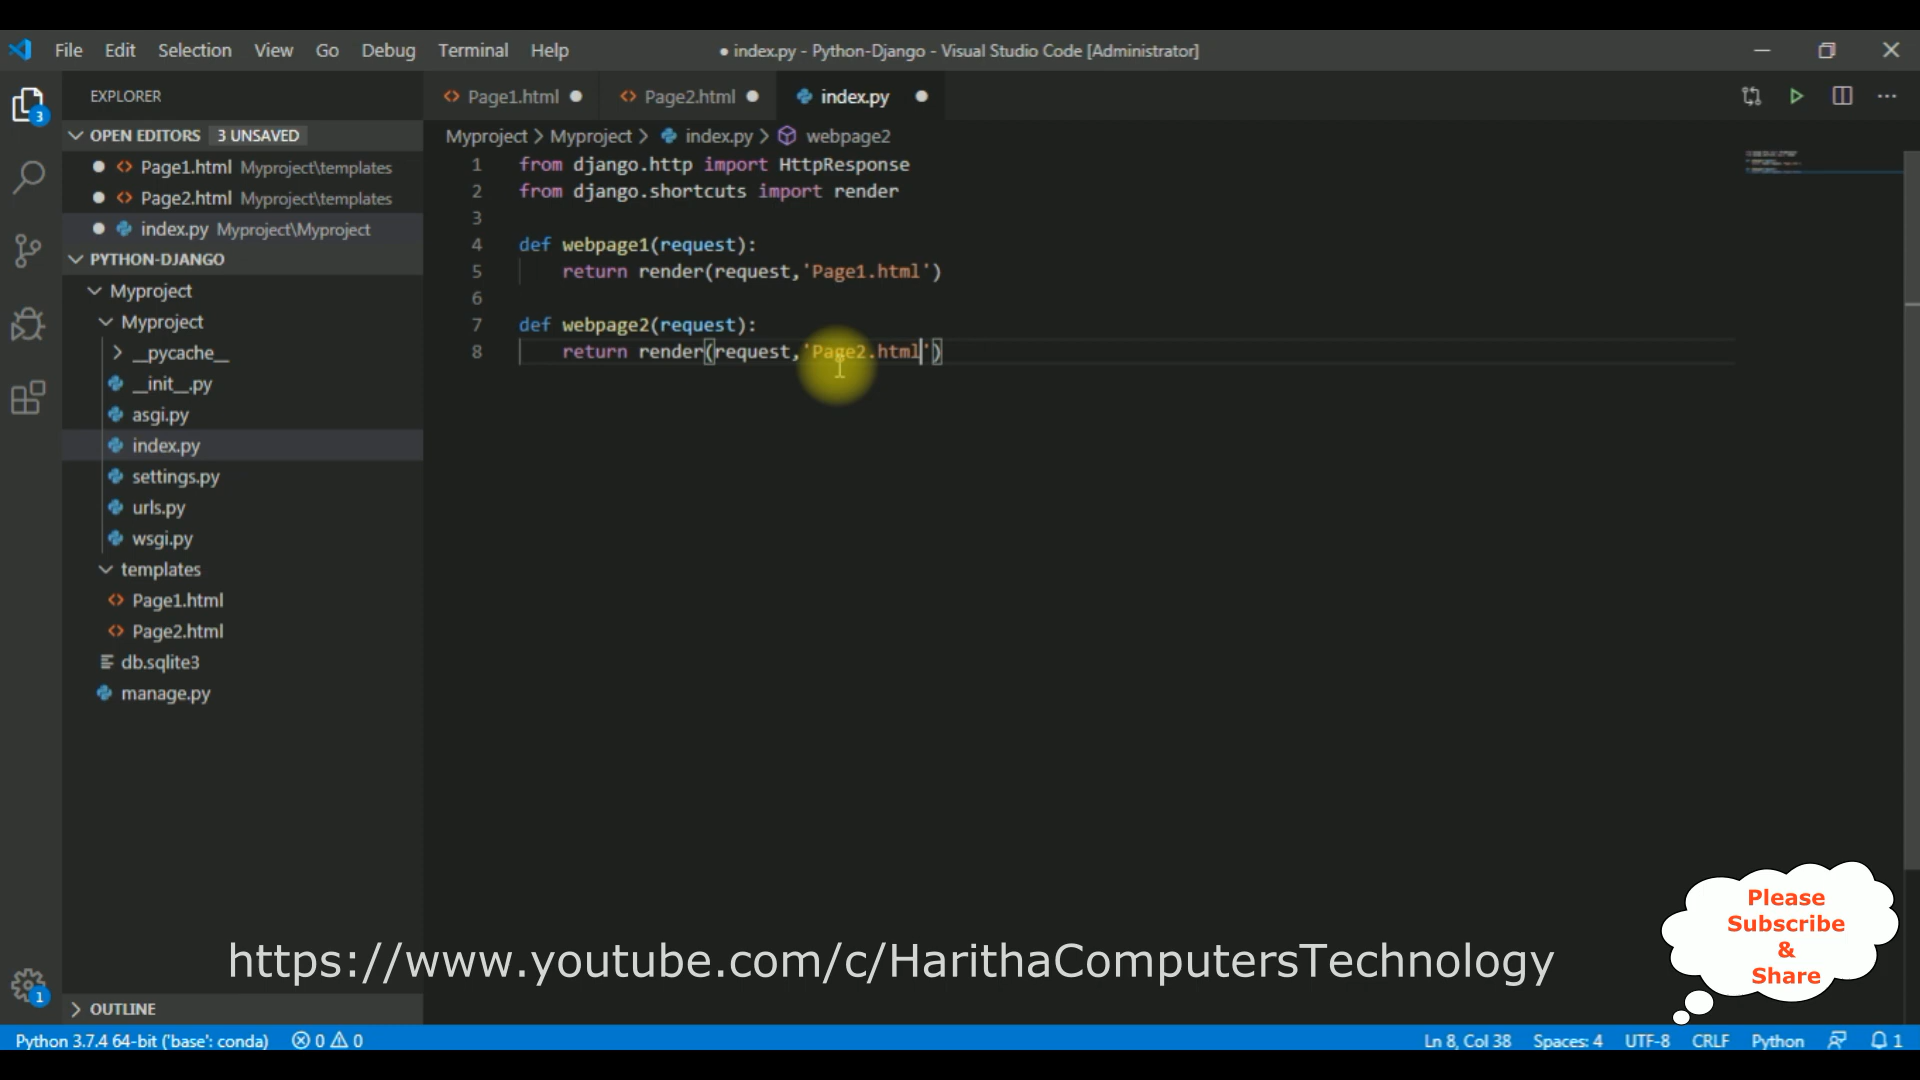 File Edit Selection View Go Debug Terminal Help
● index.py - Python-Django - Visual Studio Code [Administrator]
EXPLORER
Page1.html
Page2.html
index.py
3
OPEN EDITORS 3 UNSAVED
Page1.html Myproject\templates
Page2.html Myproject\templates
index.py Myproject\Myproject
PYTHON-DJANGO
Myproject
Myproject
__pycache__
__init__.py
asgi.py
index.py
settings.py
urls.py
wsgi.py
templates
Page1.html
Page2.html
db.sqlite3
manage.py
OUTLINE
1
Myproject > Myproject > index.py > webpage2
1 from django.http import HttpResponse
2 from django.shortcuts import render
3
4 def webpage1(request):
5 return render(request,'Page1.html')
6
7 def webpage2(request):
8 return render(request,'Page2.html')
Please
Subscribe
&
Share
https://www.youtube.com/c/HarithaComputersTechnology
Python 3.7.4 64-bit ('base': conda) 0 0 Ln 8, Col 38 Spaces: 4 UTF-8 CRLF Python 1